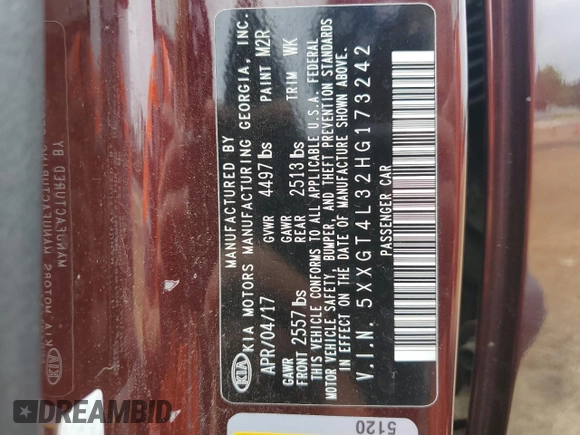 MANUFACTURED BY
KIA KIA MOTORS MANUFACTURING GEORGIA, INC.
APR/04/17 GVWR 4497 lbs PAINT M2R
GAWR GAWR TRIM WK
FRONT 2557 lbs REAR 2513 lbs
THIS VEHICLE CONFORMS TO ALL APPLICABLE U.S.A. FEDERAL
MOTOR VEHICLE SAFETY, BUMPER, AND THEFT PREVENTION STANDARDS
IN EFFECT ON THE DATE OF MANUFACTURE SHOWN ABOVE.
V.I.N. 5XXGT4L32HG173242
PASSENGER CAR
5120
DREAMBID